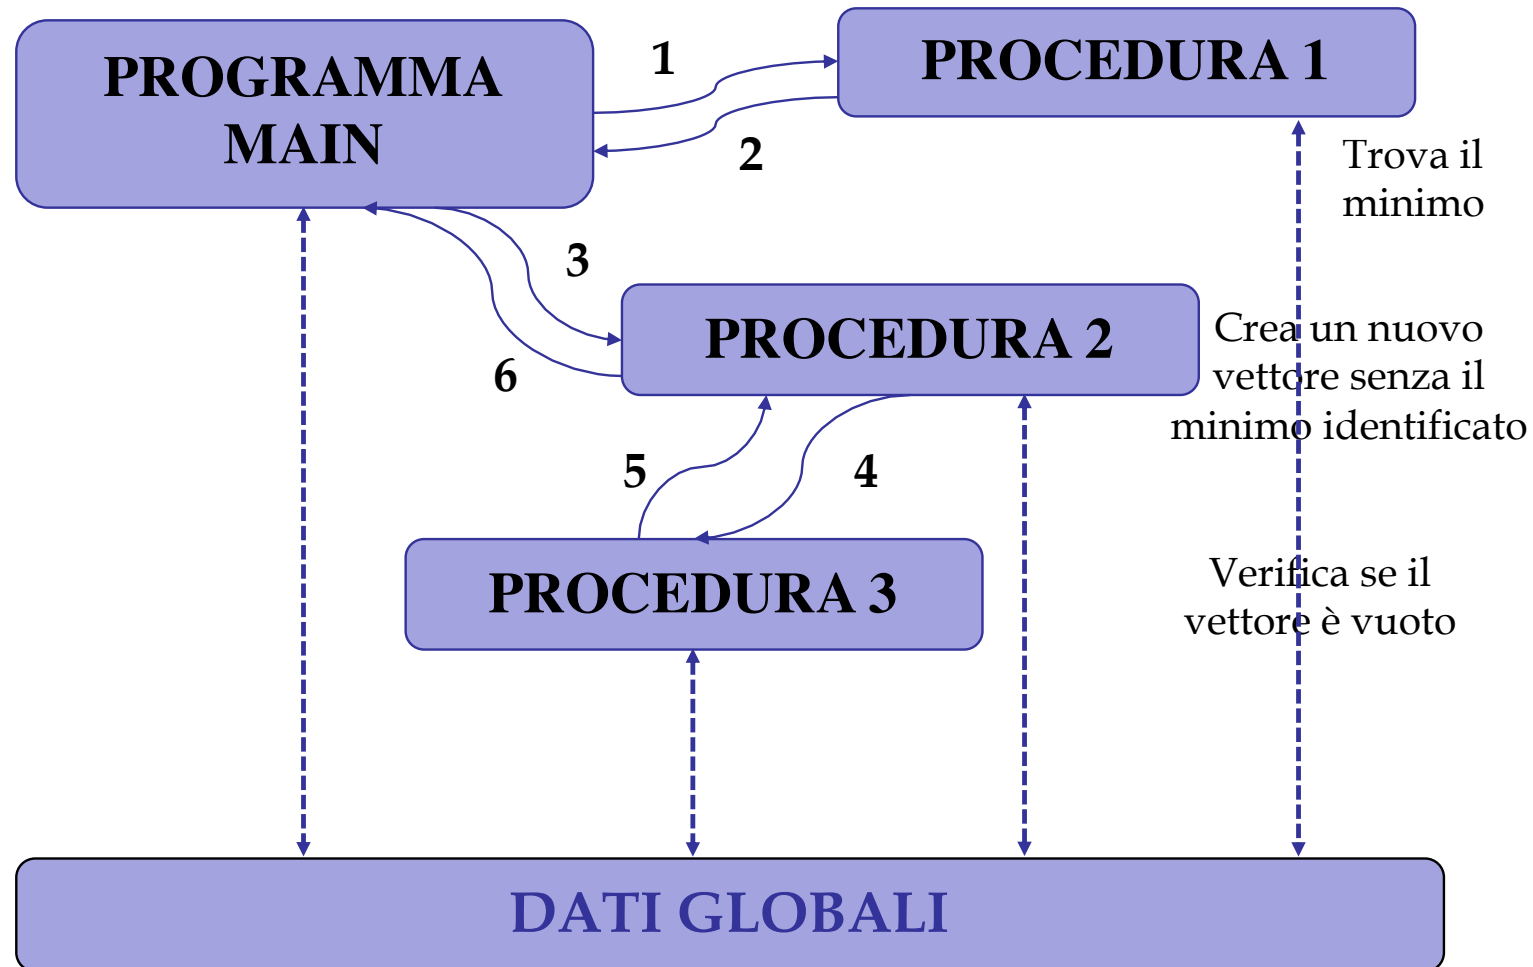 PROGRAMMA
MAIN
1
PROCEDURA 1
2
Trova il
minimo
3
PROCEDURA 2
Crea un nuovo
vettore senza il
minimo identificato
6
5
4
PROCEDURA 3
Verifica se il
vettore è vuoto
DATI GLOBALI